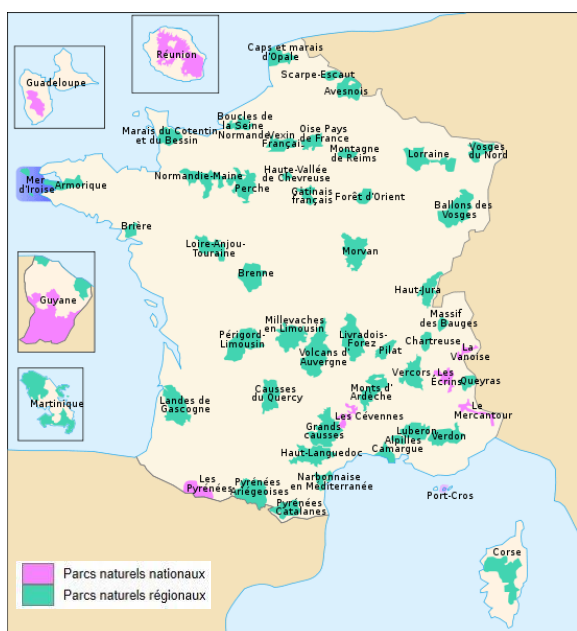 Caps et marais
d'Opale
Réunion
Scarpe-Escaut
Avesnois
Guadeloupe
Boucles de
la Seine
Normande
Marais du Cotentin
et du Bessin
Vexin
Français
Oise Pays
de France
Montagne
de Reims
Lorraine
Vosges
du Nord
Mer
d'Iroise
Armorique
Normandie-Maine
Perche
Haute-Vallée
de Chevreuse
Gâtinais
français
Forêt d'Orient
Ballons des
Vosges
Brière
Loire-Anjou-
Touraine
Morvan
Brenne
Haut-Jura
Guyane
Massif
des Bauges
Millevaches
en Limousin
Périgord-
Limousin
Livradois-
Forez
Volcans d'
Auvergne
Pilat
Chartreuse
La
Vanoise
Vercors
Les
Écrins
Queyras
Martinique
Landes de
Gascogne
Causses
du Quercy
Monts d'
Ardèche
Les Cévennes
Le
Mercantour
Grands
causses
Luberon
Alpilles
Camargue
Verdon
Haut-Languedoc
Les
Pyrénées
Pyrénées
Ariégeoises
Narbonnaise
en Méditerranée
Pyrénées
Catalanes
Port-Cros
Corse
Parcs naturels nationaux
Parcs naturels régionaux